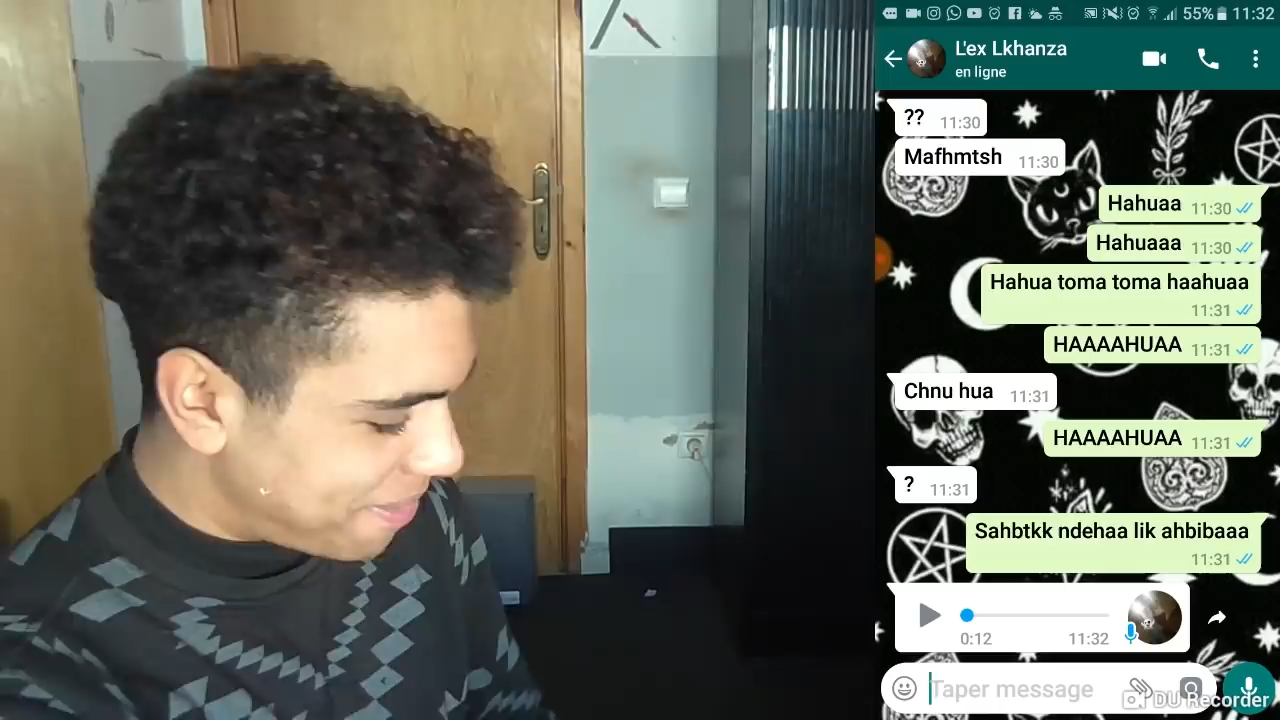 55% 11:32
L'ex Lkhanza
en ligne
?? 11:30
Mafhmtsh 11:30
Hahuaa 11:30
Hahuaaa 11:30
Hahua toma toma haahuaa
11:31
HAAAAHUAA 11:31
Chnu hua 11:31
HAAAAHUAA 11:31
? 11:31
Sahbtkk ndehaa lik ahbibaaa
11:31
0:12 11:32
Taper message
DU Recorder